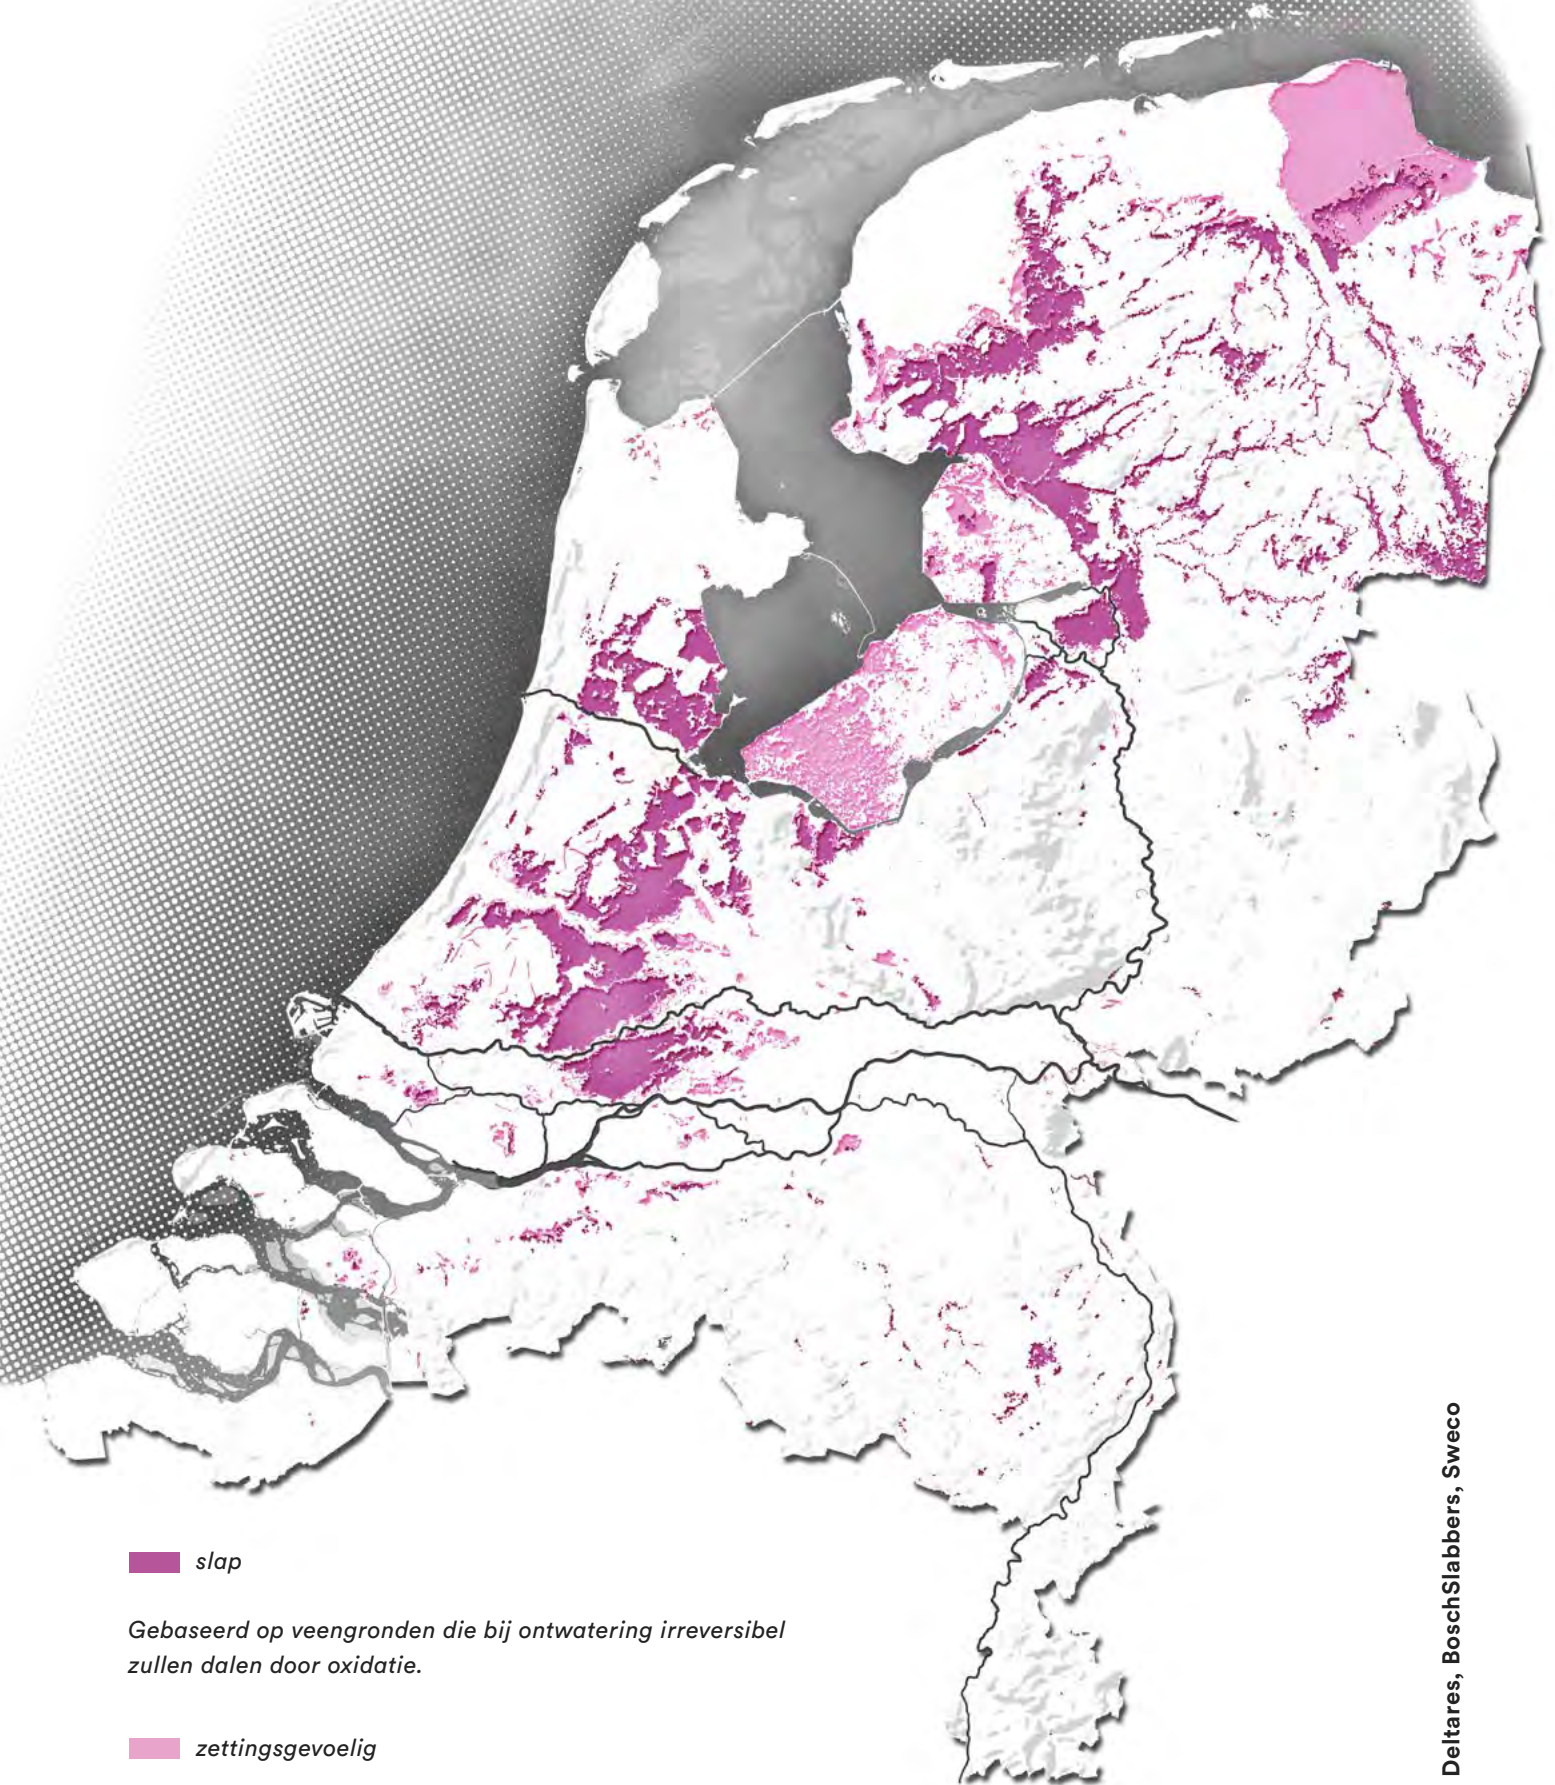 slap
Gebaseerd op veengronden die bij ontwatering irreversibel
zullen dalen door oxidatie.
zettingsgevoelig
Deltares, BoschSlabbers, Sweco